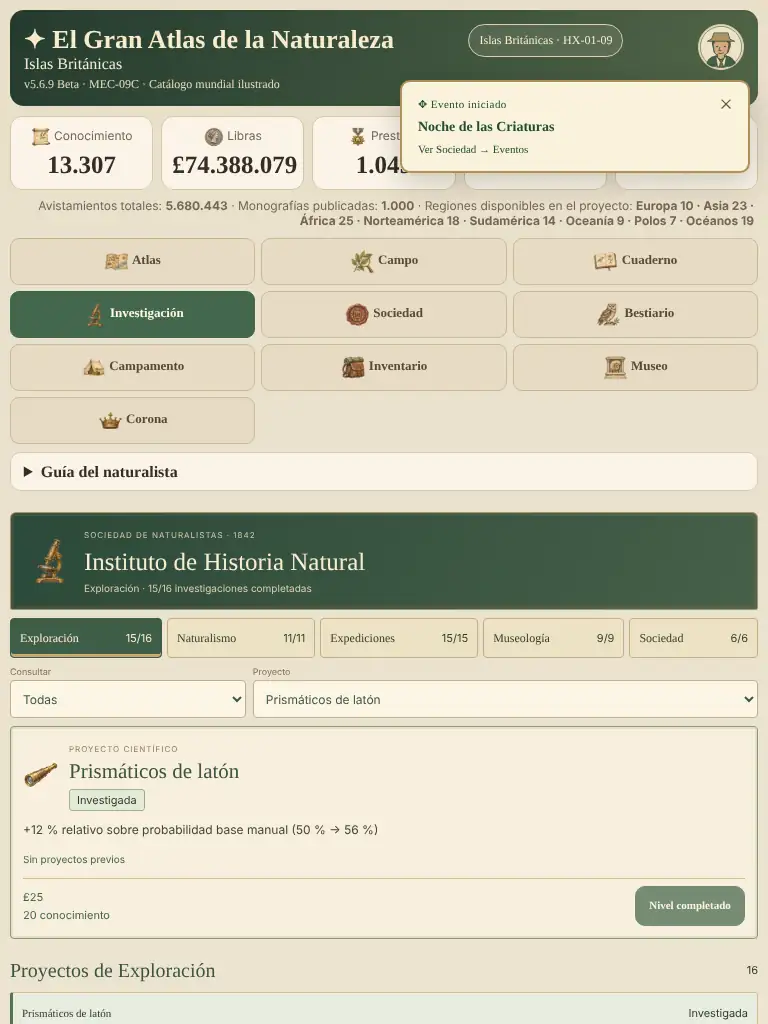 ✦ El Gran Atlas de la Naturaleza
Islas Británicas · HX-01-09
Islas Británicas
v5.6.9 Beta · MEC-09C · Catálogo mundial ilustrado
✥ Evento iniciado
Noche de las Criaturas
Ver Sociedad → Eventos
Conocimiento
13.307
Libras
£74.388.079
Avistamientos totales: 5.680.443 · Monografías publicadas: 1.000 · Regiones disponibles en el proyecto: Europa 10 · Asia 23 ·
África 25 · Norteamérica 18 · Sudamérica 14 · Oceanía 9 · Polos 7 · Océanos 19
Atlas
Campo
Cuaderno
Investigación
Sociedad
Bestiario
Campamento
Inventario
Museo
Corona
▶ Guía del naturalista
SOCIEDAD DE NATURALISTAS · 1842
Instituto de Historia Natural
Exploración · 15/16 investigaciones completadas
Exploración 15/16
Naturalismo 11/11
Expediciones 15/15
Museología 9/9
Sociedad 6/6
Consultar
Todas
Proyecto
Prismáticos de latón
PROYECTO CIENTÍFICO
Prismáticos de latón
Investigada
+12 % relativo sobre probabilidad base manual (50 % → 56 %)
Sin proyectos previos
£25
20 conocimiento
Nivel completado
Proyectos de Exploración 16
Prismáticos de latón Investigada